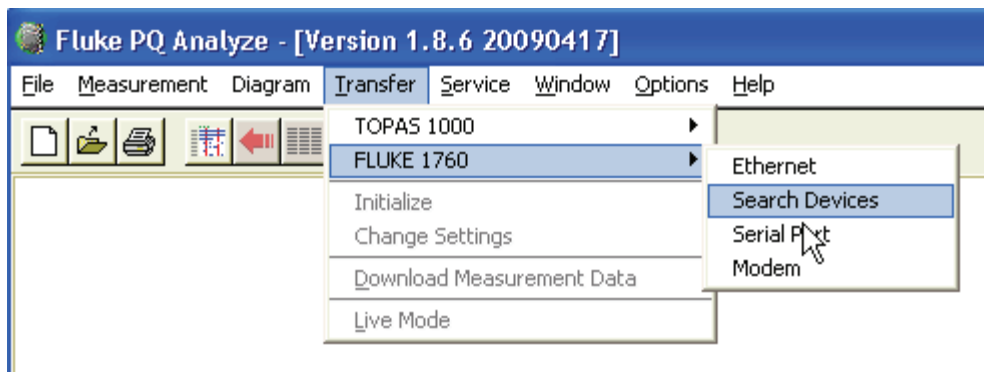 Fluke PQ Analyze - [Version 1.8.6 20090417]
File Measurement Diagram Transfer Service Window Options Help
TOPAS 1000
FLUKE 1760
Ethernet
Search Devices
Serial Port
Modem
Initialize
Change Settings
Download Measurement Data
Live Mode